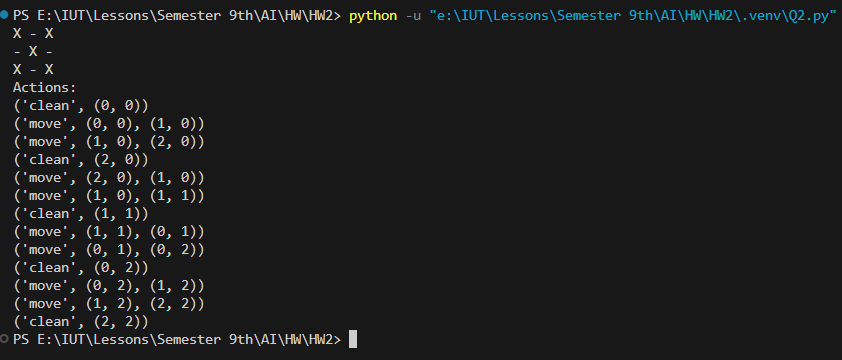 PS E:\IUT\Lessons\Semester 9th\AI\HW\HW2> python -u "e:\IUT\Lessons\Semester 9th\AI\HW\HW2\.venv\Q2.py"
X - X
- X -
X - X
Actions:
('clean', (0, 0))
('move', (0, 0), (1, 0))
('move', (1, 0), (2, 0))
('clean', (2, 0))
('move', (2, 0), (1, 0))
('move', (1, 0), (1, 1))
('clean', (1, 1))
('move', (1, 1), (0, 1))
('move', (0, 1), (0, 2))
('clean', (0, 2))
('move', (0, 2), (1, 2))
('move', (1, 2), (2, 2))
('clean', (2, 2))
PS E:\IUT\Lessons\Semester 9th\AI\HW\HW2>